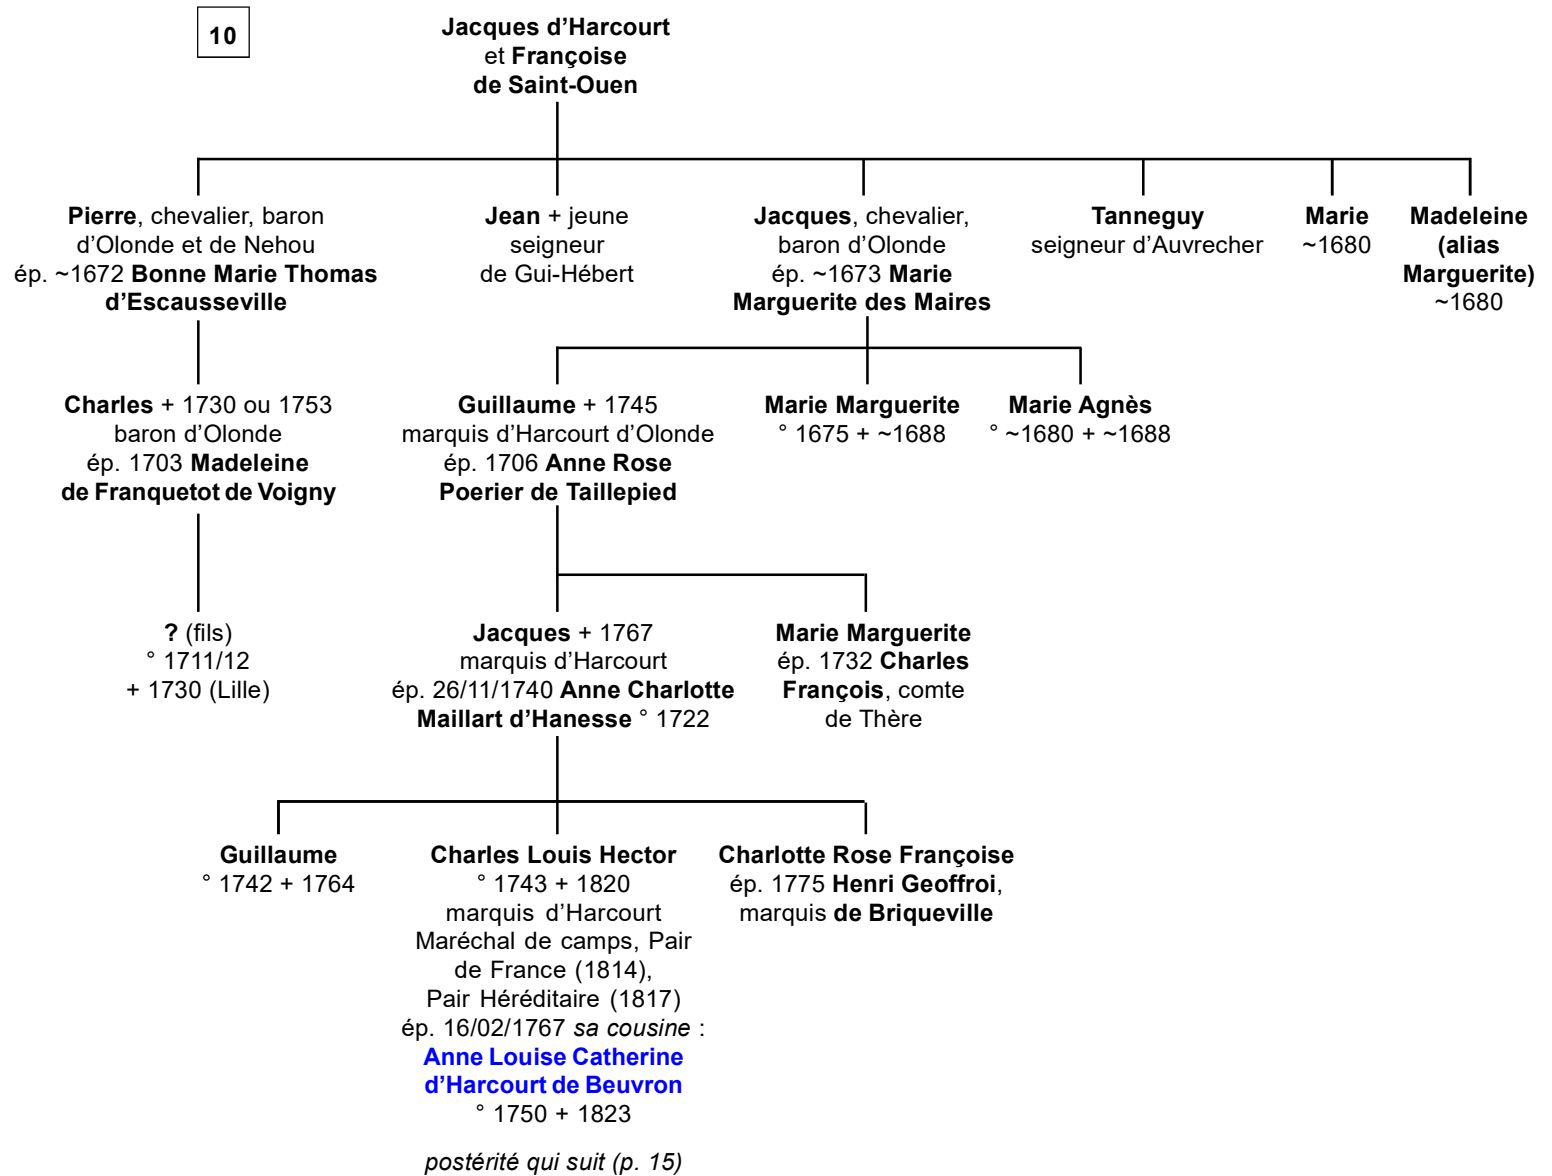 10
Jacques d’Harcourt
et Françoise
de Saint-Ouen
Pierre, chevalier, baron
d’Olonde et de Nehou
ép. ~1672 Bonne Marie Thomas
d’Escausseville
Jean + jeune
seigneur
de Gui-Hébert
Jacques, chevalier,
baron d’Olonde
ép. ~1673 Marie
Marguerite des Maires
Tanneguy
seigneur d’Auvrecher
Marie
~1680
Madeleine
(alias
Marguerite)
~1680
Charles + 1730 ou 1753
baron d’Olonde
ép. 1703 Madeleine
de Franquetot de Voigny
Guillaume + 1745
marquis d’Harcourt d’Olonde
ép. 1706 Anne Rose
Poerier de Taillepied
Marie Marguerite
° 1675 + ~1688
Marie Agnès
° ~1680 + ~1688
? (fils)
° 1711/12
+ 1730 (Lille)
Jacques + 1767
marquis d’Harcourt
ép. 26/11/1740 Anne Charlotte
Maillart d’Hanesse ° 1722
Marie Marguerite
ép. 1732 Charles
François, comte
de Thère
Guillaume
° 1742 + 1764
Charles Louis Hector
° 1743 + 1820
marquis d’Harcourt
Maréchal de camps, Pair
de France (1814),
Pair Héréditaire (1817)
ép. 16/02/1767 sa cousine :
Anne Louise Catherine
d’Harcourt de Beuvron
° 1750 + 1823
postérité qui suit (p. 15)
Charlotte Rose Françoise
ép. 1775 Henri Geoffroi,
marquis de Briqueville